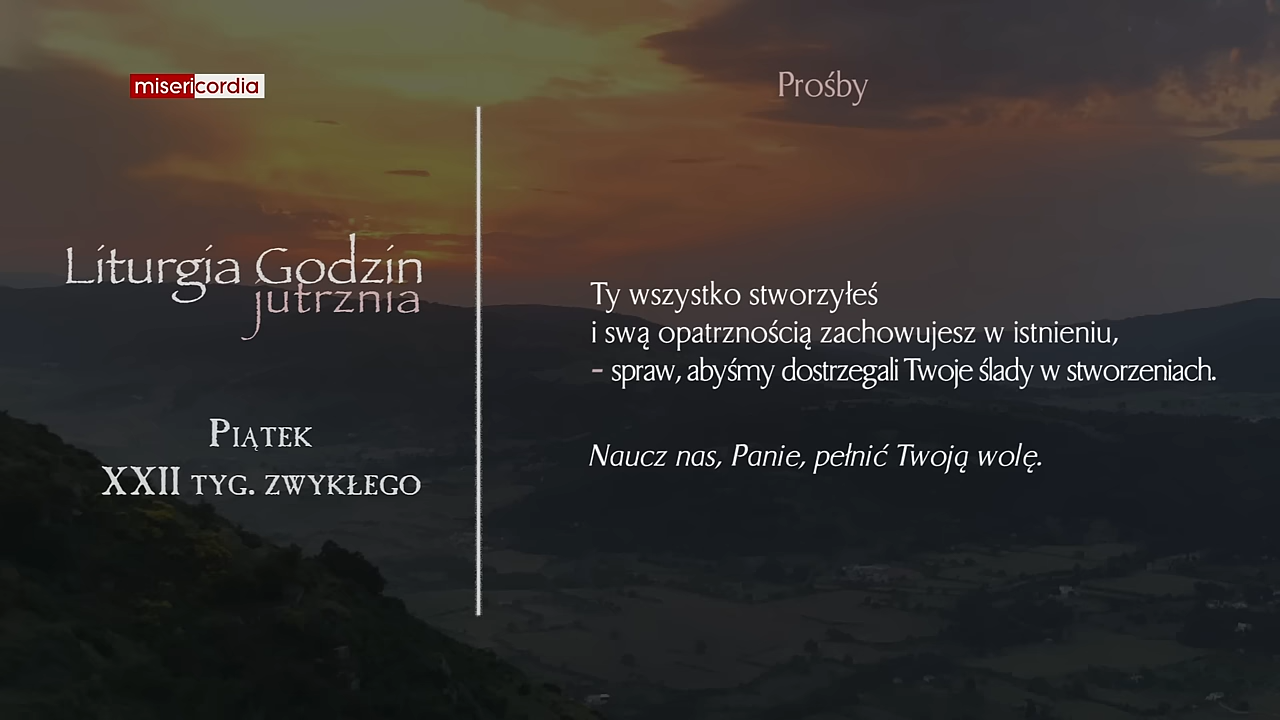 misericordia
Liturgia Godzin
jutrznia
Piątek
XXII tyg. zwykłego
Prośby
Ty wszystko stworzyłeś
i swą opatrznością zachowujesz w istnieniu,
- spraw, abyśmy dostrzegali Twoje ślady w stworzeniach.
Naucz nas, Panie, pełnić Twoją wolę.